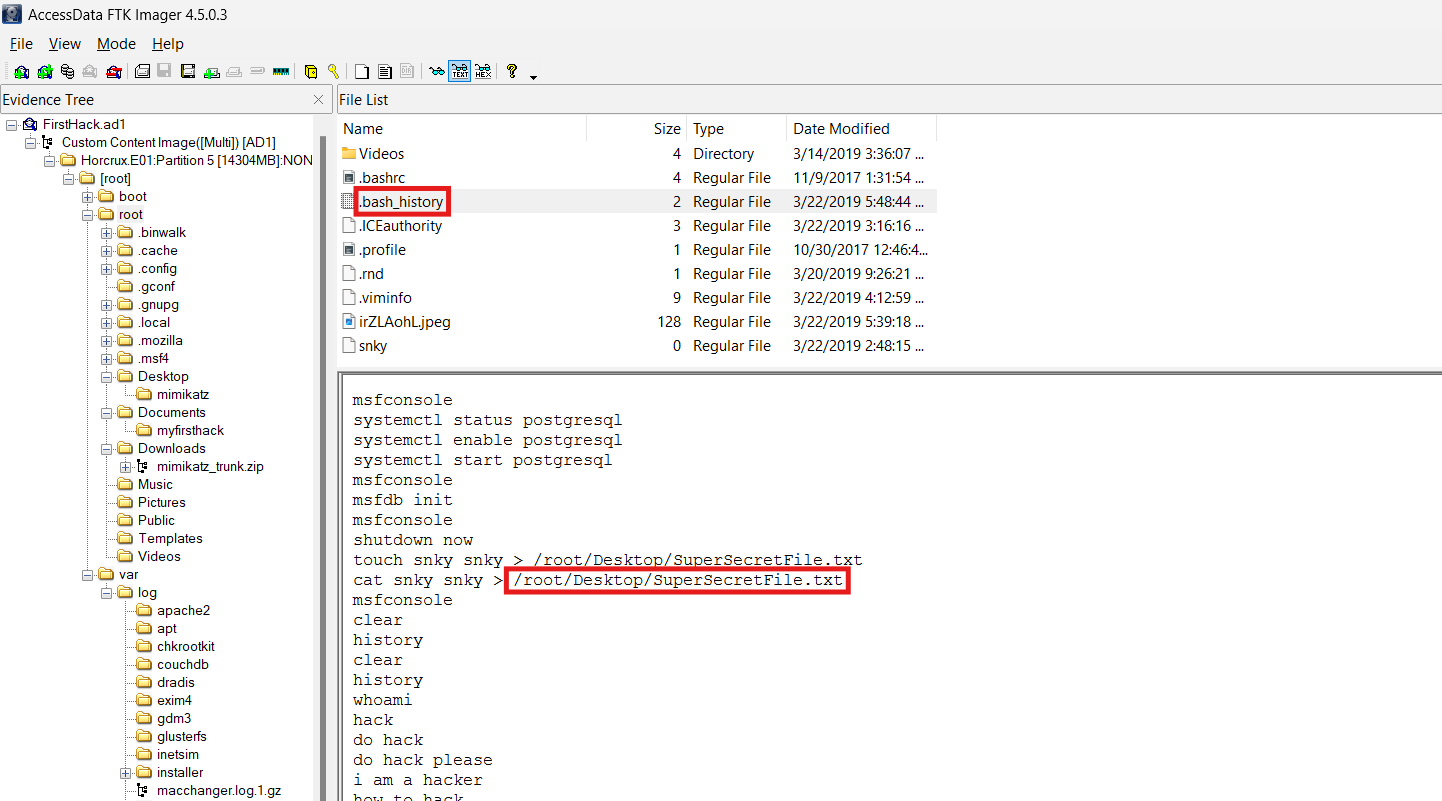 AccessData FTK Imager 4.5.0.3
File View Mode Help
Evidence Tree
FirstHack.ad1
Custom Content Image([Multi]) [AD1]
Horcrux.E01:Partition 5 [14304MB]:NON
[root]
boot
root
.binwalk
.cache
.config
.gconf
.gnupg
.local
.mozilla
.msf4
Desktop
mimikatz
Documents
myfirsthack
Downloads
mimikatz_trunk.zip
Music
Pictures
Public
Templates
Videos
var
log
apache2
apt
chkrootkit
couchdb
dradis
exim4
gdm3
glusterfs
inetsim
installer
macchanger.log.1.gz
File List
Name Size Type Date Modified
Videos 4 Directory 3/14/2019 3:36:07 ...
.bashrc 4 Regular File 11/9/2017 1:31:54 ...
.bash_history 2 Regular File 3/22/2019 5:48:44 ...
.ICEauthority 3 Regular File 3/22/2019 3:16:16 ...
.profile 1 Regular File 10/30/2017 12:46:4...
.rnd 1 Regular File 3/20/2019 9:26:21 ...
.viminfo 9 Regular File 3/22/2019 4:12:59 ...
irZLAohL.jpeg 128 Regular File 3/22/2019 5:39:18 ...
snky 0 Regular File 3/22/2019 2:48:15 ...
msfconsole
systemctl status postgresql
systemctl enable postgresql
systemctl start postgresql
msfconsole
msfdb init
msfconsole
shutdown now
touch snky snky > /root/Desktop/SuperSecretFile.txt
cat snky snky > /root/Desktop/SuperSecretFile.txt
msfconsole
clear
history
clear
history
whoami
hack
do hack
do hack please
i am a hacker
how to hack